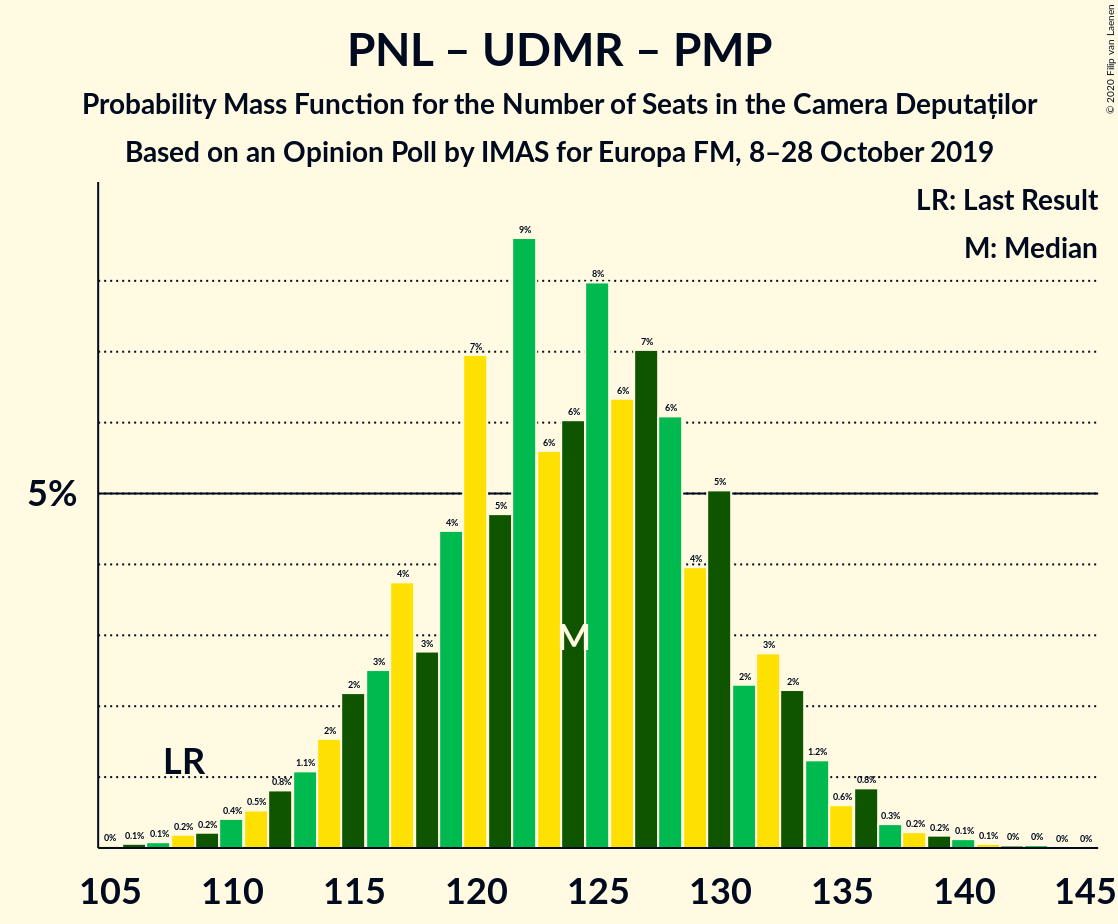 PNL – UDMR – PMP
Probability Mass Function for the Number of Seats in the Camera Deputaților
Based on an Opinion Poll by IMAS for Europa FM, 8–28 October 2019
© 2020 Filip van Laenen
LR: Last Result
M: Median
5%
LR
M
0% 0.1% 0.1% 0.2% 0.2% 0.4% 0.5% 0.8% 1.1% 2% 2% 3% 4% 3% 4% 7% 5% 9% 6% 6% 8% 6% 7% 6% 4% 5% 2% 3% 2% 1.2% 0.6% 0.8% 0.3% 0.2% 0.2% 0.1% 0.1% 0% 0% 0% 0%
105 110 115 120 125 130 135 140 145